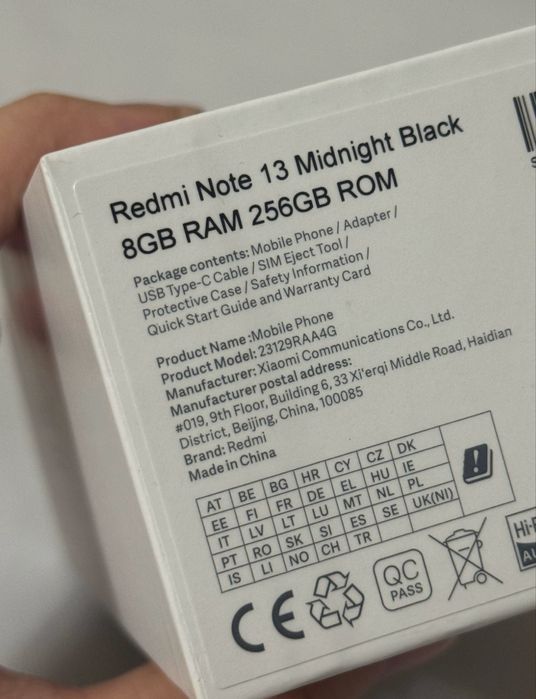 Redmi Note 13 Midnight Black
8GB RAM 256GB ROM
Package contents: Mobile Phone / Adapter /
USB Type-C Cable / SIM Eject Tool /
Protective Case / Safety Information /
Quick Start Guide and Warranty Card
Product Name :Mobile Phone
Product Model: 23129RAA4G
Manufacturer: Xiaomi Communications Co., Ltd.
Manufacturer postal address:
#019, 9th Floor, Building 6, 33 Xi'erqi Middle Road, Haidian
District, Beijing, China, 100085
Brand: Redmi
Made in China
AT BE BG HR CY CZ DK
EE FI FR DE EL HU IE
IT LV LT LU MT NL PL
PT RO SK SI ES SE UK(NI)
IS LI NO CH TR
CE
QC
PASS